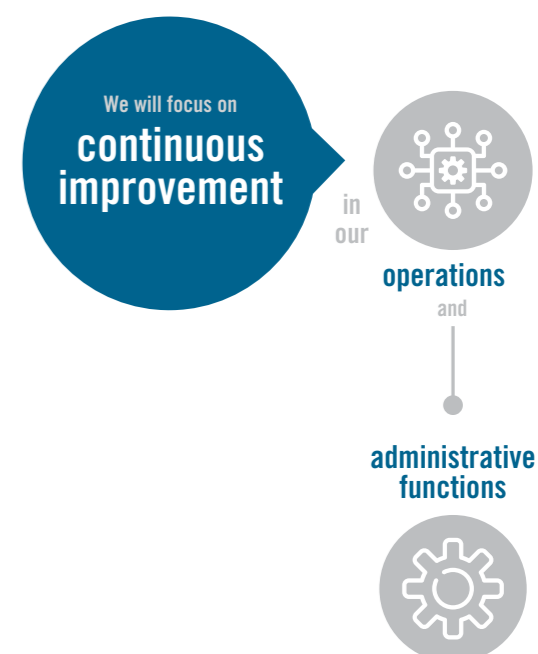 We will focus on
continuous
improvement
in
our
operations
and
administrative
functions